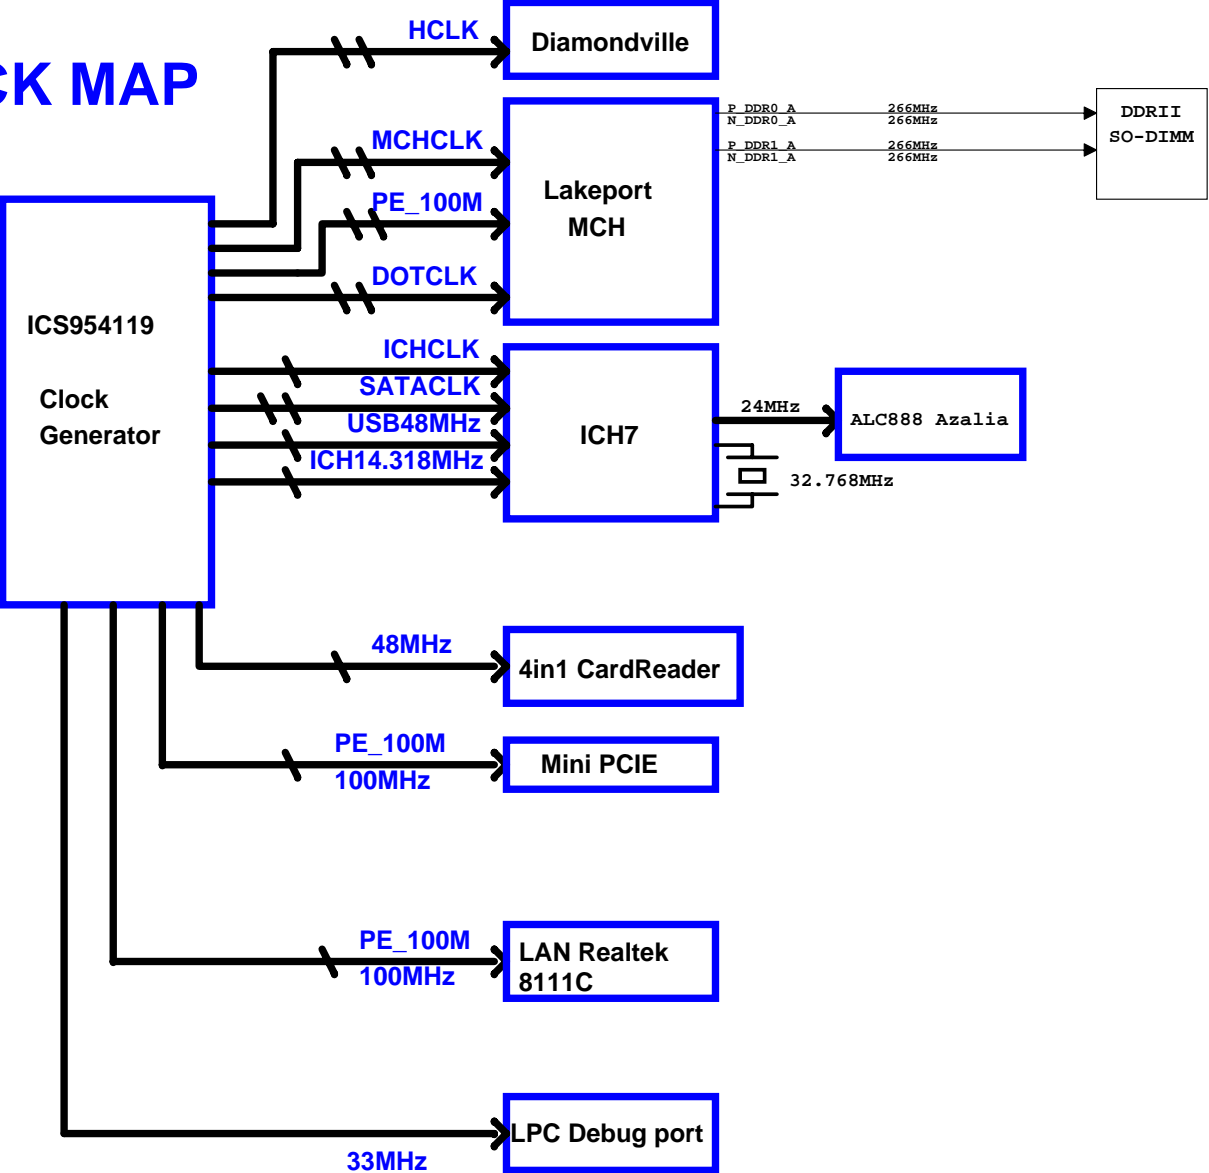 HCLK
Diamondville
CK MAP
P_DDR0_A 266MHz
N_DDR0_A 266MHz
P_DDR1_A 266MHz
N_DDR1_A 266MHz
DDRII
SO-DIMM
MCHCLK
PE_100M
DOTCLK
Lakeport
MCH
ICS954119
Clock
Generator
ICHCLK
SATACLK
USB48MHz
ICH14.318MHz
ICH7
24MHz
ALC888 Azalia
32.768MHz
48MHz
4in1 CardReader
PE_100M
100MHz
Mini PCIE
PE_100M
100MHz
LAN Realtek
8111C
LPC Debug port
33MHz